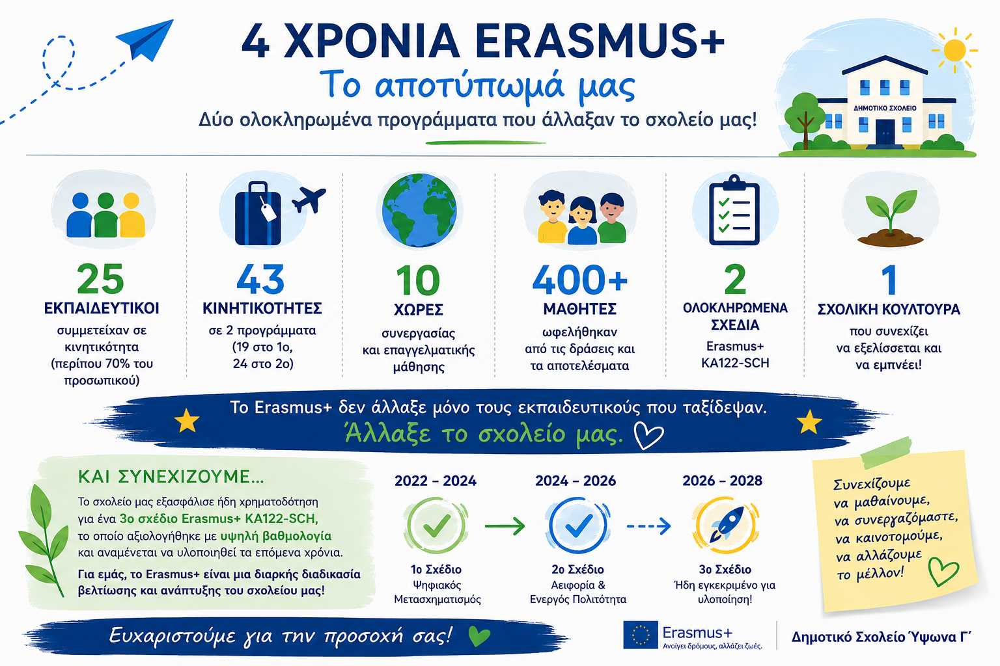 4 ΧΡΟΝΙΑ ERASMUS+
Το αποτύπωμά μας
Δύο ολοκληρωμένα προγράμματα που άλλαξαν το σχολείο μας!
ΔΗΜΟΤΙΚΟ ΣΧΟΛΕΙΟ
25
ΕΚΠΑΙΔΕΥΤΙΚΟΙ
συμμετείχαν σε
κινητικότητα
(περίπου 70% του
προσωπικού)
43
ΚΙΝΗΤΙΚΟΤΗΤΕΣ
σε 2 προγράμματα
(19 στο 1ο,
24 στο 2ο)
10
ΧΩΡΕΣ
συνεργασίας
και επαγγελματικής
μάθησης
400+
ΜΑΘΗΤΕΣ
ωφελήθηκαν
από τις δράσεις και
τα αποτελέσματα
2
ΟΛΟΚΛΗΡΩΜΕΝΑ
ΣΧΕΔΙΑ
Erasmus+
KA122-SCH
1
ΣΧΟΛΙΚΗ ΚΟΥΛΤΟΥΡΑ
που συνεχίζει
να εξελίσσεται και
να εμπνέει!
Το Erasmus+ δεν άλλαξε μόνο τους εκπαιδευτικούς που ταξίδεψαν.
Άλλαξε το σχολείο μας.
ΚΑΙ ΣΥΝΕΧΙΖΟΥΜΕ...
Το σχολείο μας εξασφάλισε ήδη χρηματοδότηση
για ένα 3ο σχέδιο Erasmus+ KA122-SCH,
το οποίο αξιολογήθηκε με υψηλή βαθμολογία
και αναμένεται να υλοποιηθεί τα επόμενα χρόνια.
Για εμάς, το Erasmus+ είναι μια διαρκής διαδικασία
βελτίωσης και ανάπτυξης του σχολείου μας!
2022 – 2024
1ο Σχέδιο
Ψηφιακός
Μετασχηματισμός
2024 – 2026
2ο Σχέδιο
Αειφορία &
Ενεργός Πολιτότητα
2026 – 2028
3ο Σχέδιο
Ήδη εγκεκριμένο για
υλοποίηση!
Συνεχίζουμε
να μαθαίνουμε,
να συνεργαζόμαστε,
να καινοτομούμε,
να αλλάζουμε
το μέλλον!
Ευχαριστούμε για την προσοχή σας!
Erasmus+
Ανοίγει δρόμους, αλλάζει ζωές.
Δημοτικό Σχολείο Ύψωνα Γ΄